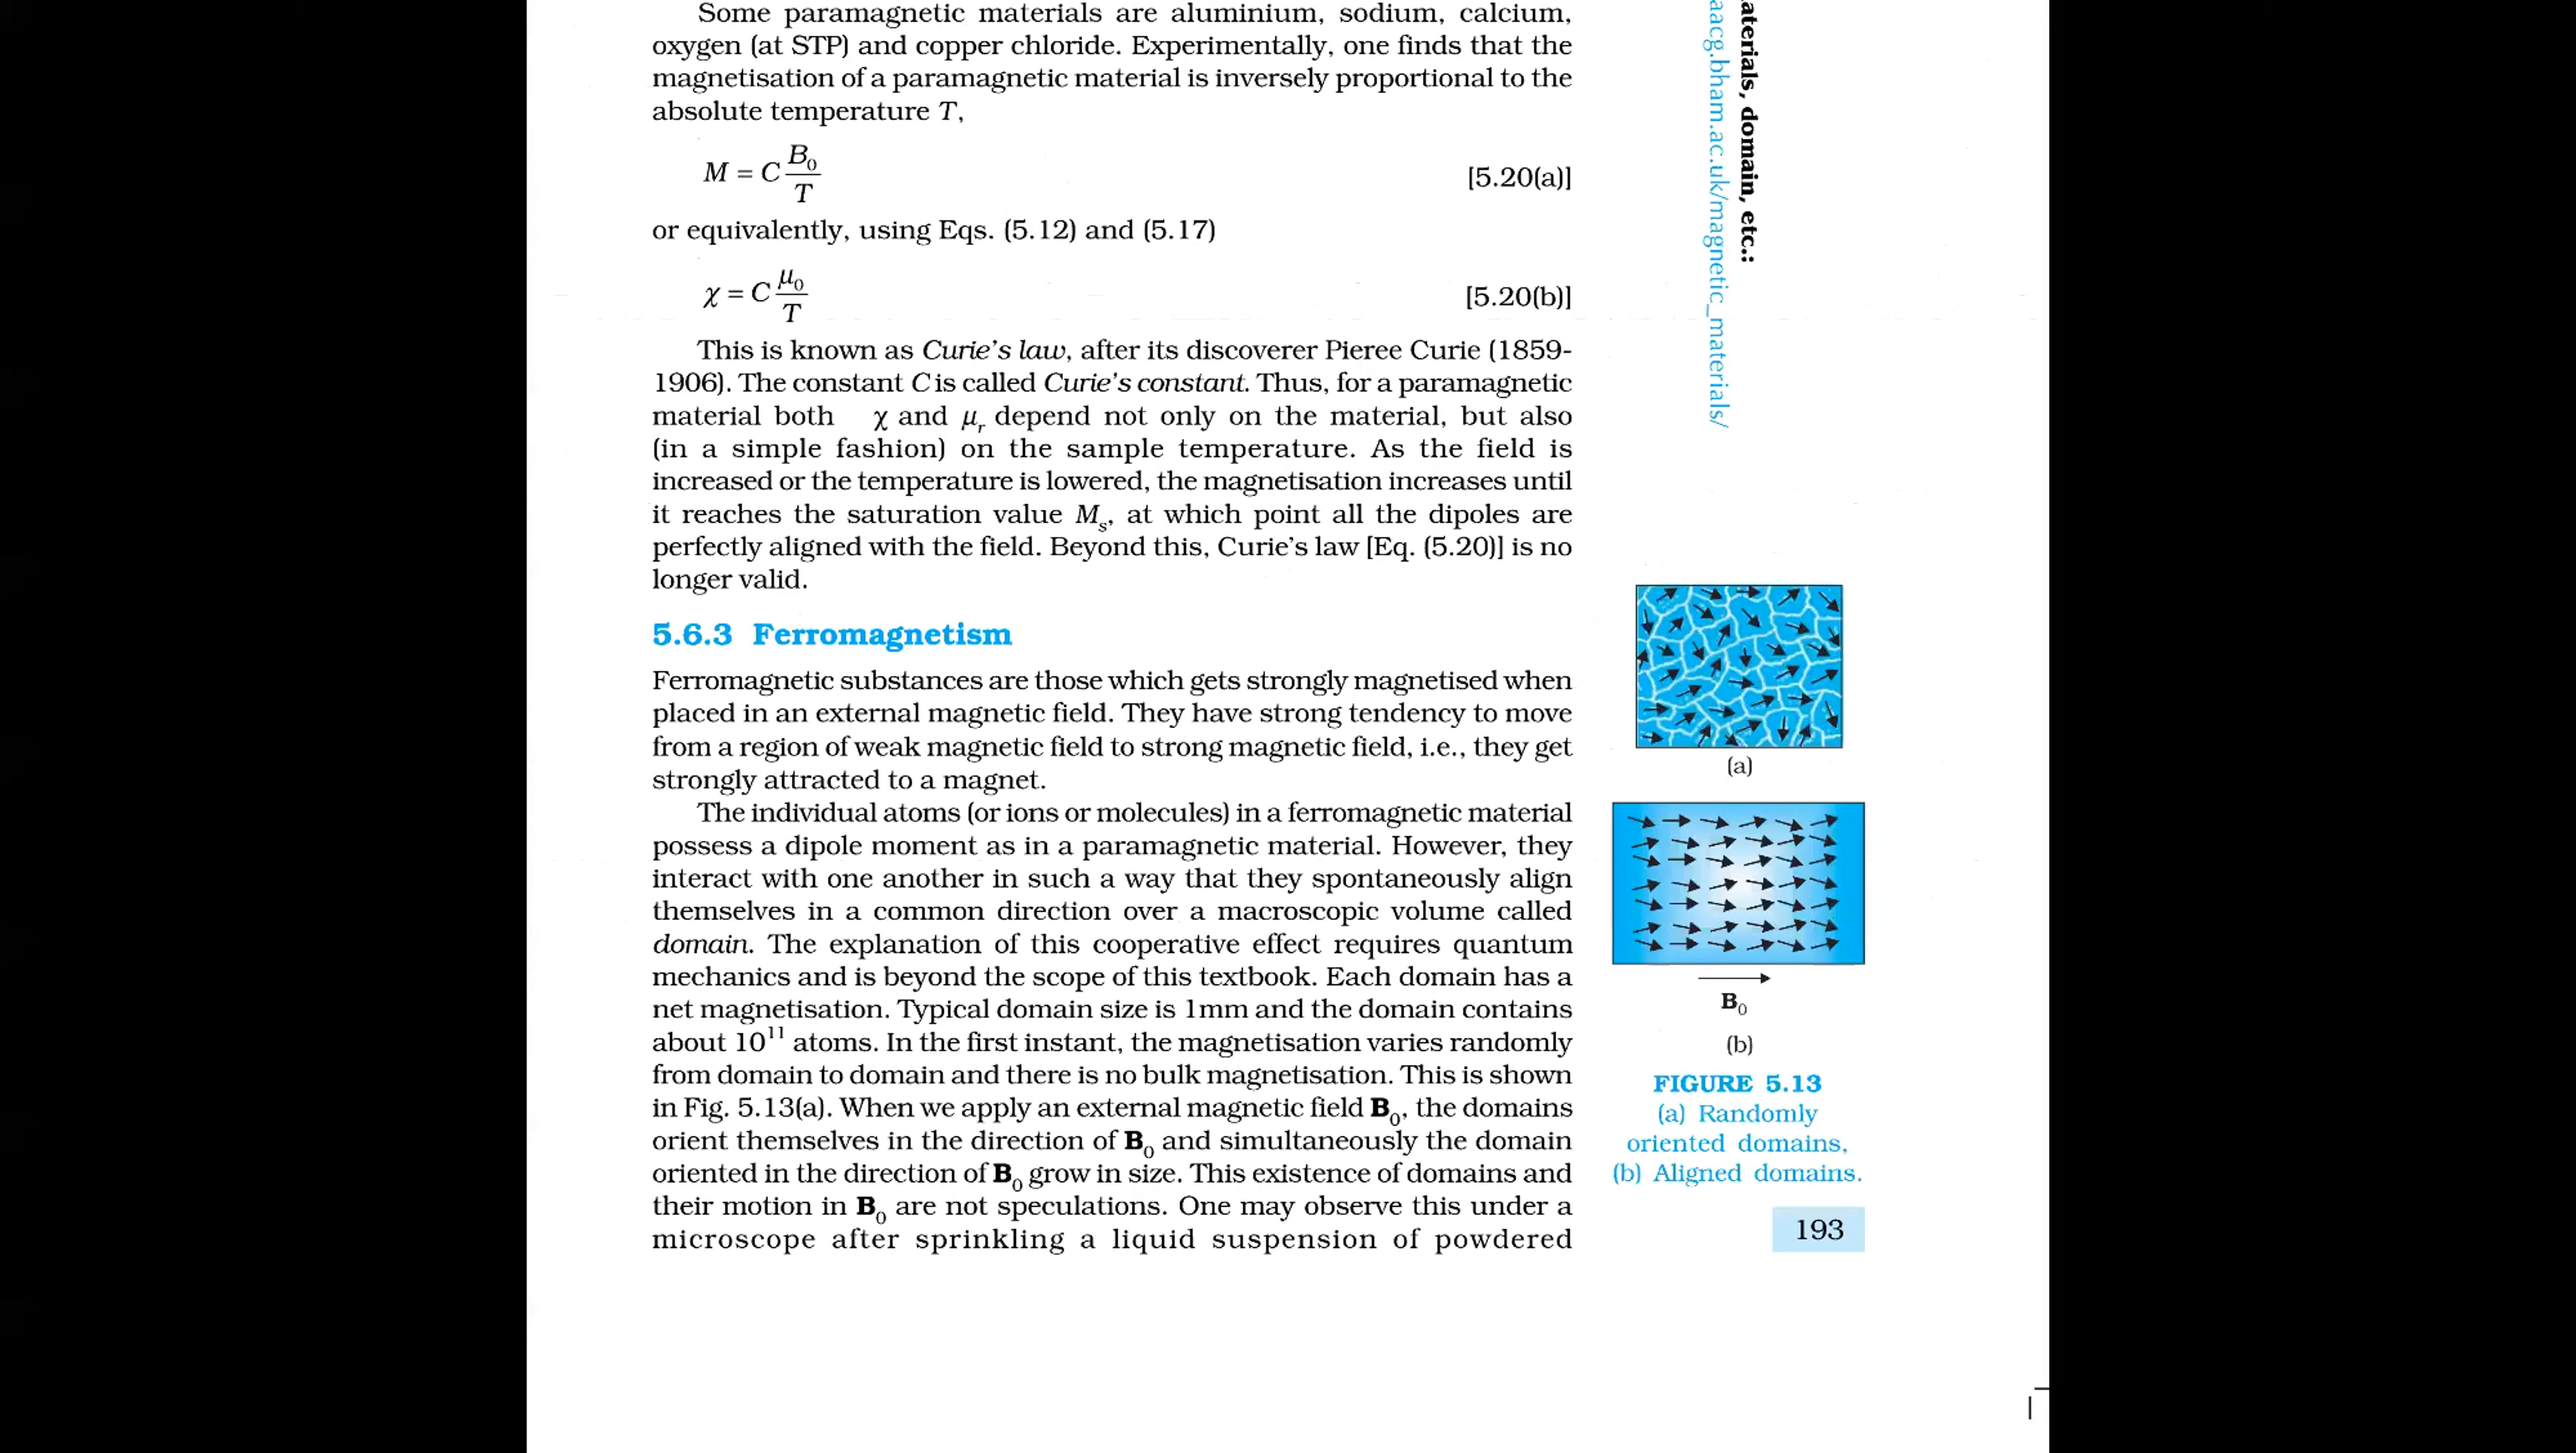 Some paramagnetic materials are aluminium, sodium, calcium,
oxygen (at STP) and copper chloride. Experimentally, one finds that the
magnetisation of a paramagnetic material is inversely proportional to the
absolute temperature T,
M = C B₀/T [5.20(a)]
or equivalently, using Eqs. (5.12) and (5.17)
χ = C μ₀/T [5.20(b)]
This is known as Curie's law, after its discoverer Pieree Curie (1859-
1906). The constant C is called Curie's constant. Thus, for a paramagnetic
material both χ and μᵣ depend not only on the material, but also
(in a simple fashion) on the sample temperature. As the field is
increased or the temperature is lowered, the magnetisation increases until
it reaches the saturation value Mₛ, at which point all the dipoles are
perfectly aligned with the field. Beyond this, Curie's law [Eq. (5.20)] is no
longer valid.
5.6.3 Ferromagnetism
Ferromagnetic substances are those which gets strongly magnetised when
placed in an external magnetic field. They have strong tendency to move
from a region of weak magnetic field to strong magnetic field, i.e., they get
strongly attracted to a magnet.
The individual atoms (or ions or molecules) in a ferromagnetic material
possess a dipole moment as in a paramagnetic material. However, they
interact with one another in such a way that they spontaneously align
themselves in a common direction over a macroscopic volume called
domain. The explanation of this cooperative effect requires quantum
mechanics and is beyond the scope of this textbook. Each domain has a
net magnetisation. Typical domain size is 1mm and the domain contains
about 10¹¹ atoms. In the first instant, the magnetisation varies randomly
from domain to domain and there is no bulk magnetisation. This is shown
in Fig. 5.13(a). When we apply an external magnetic field B₀, the domains
orient themselves in the direction of B₀ and simultaneously the domain
oriented in the direction of B₀ grow in size. This existence of domains and
their motion in B₀ are not speculations. One may observe this under a
microscope after sprinkling a liquid suspension of powdered
aterials, domain, etc.:
aacg.bham.ac.uk/magnetic_materials/
(a)
B₀
(b)
FIGURE 5.13
(a) Randomly
oriented domains,
(b) Aligned domains.
193